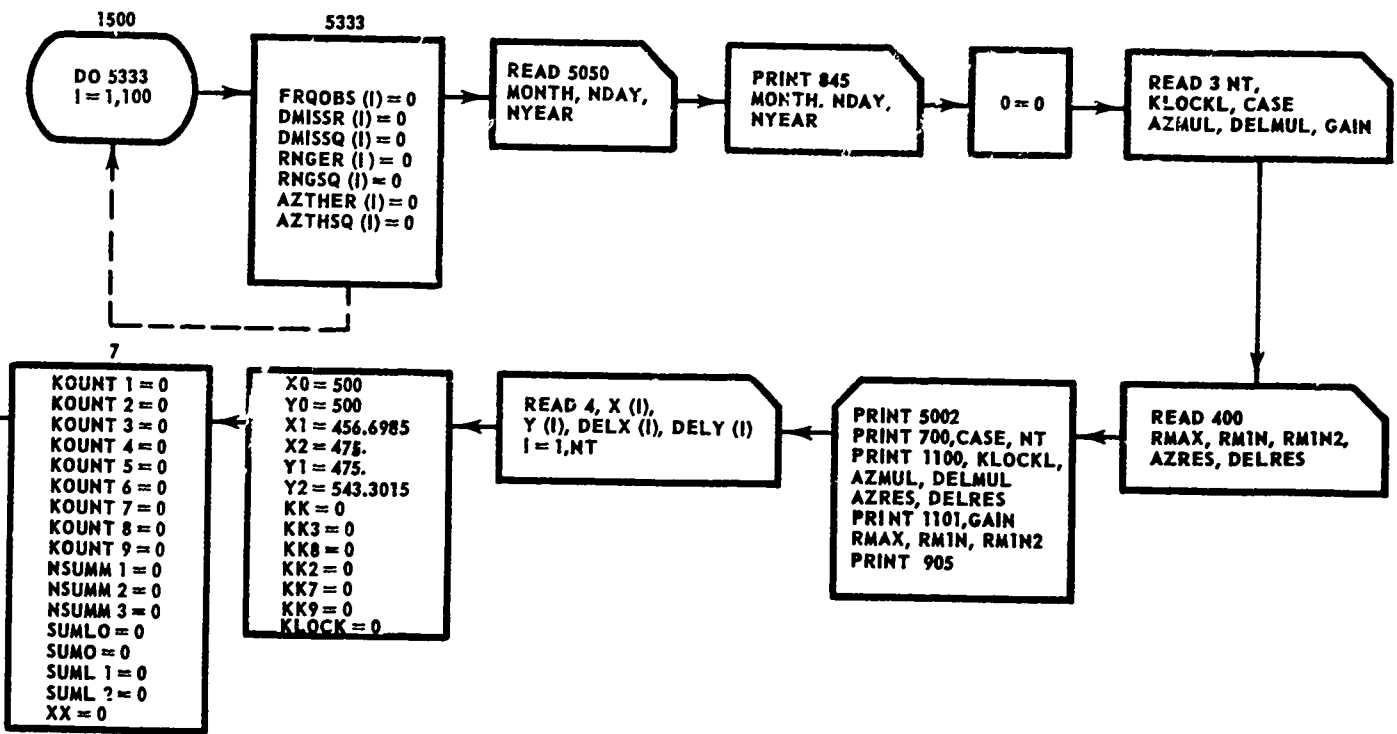 1500
DO 5333
I = 1,100
5333
FRQOBS (I) = 0
DMISSR (I) = 0
DMISSQ (I) = 0
RNGER (I) = 0
RNGSQ (I) = 0
AZTHER (I) = 0
AZTHSQ (I) = 0
READ 5050
MONTH, NDAY,
NYEAR
PRINT 845
MONTH. NDAY,
NYEAR
0 = 0
READ 3 NT,
KLOCKL, CASE
AZMUL, DELMUL, GAIN
READ 400
RMAX, RM1N, RM1N2,
AZRES, DELRES
PRINT 5002
PRINT 700,CASE, NT
PRINT 1100, KLOCKL,
AZMUL, DELMUL
AZRES, DELRES
PRINT 1101,GAIN
RMAX, RM1N, RM1N2
PRINT 905
READ 4, X (I),
Y (I), DELX (I), DELY (I)
I = 1,NT
X0 = 500
Y0 = 500
X1 = 456.6985
X2 = 475.
Y1 = 475.
Y2 = 543.3015
KK = 0
KK3 = 0
KK8 = 0
KK2 = 0
KK7 = 0
KK9 = 0
KLOCK = 0
7
KOUNT 1 = 0
KOUNT 2 = 0
KOUNT 3 = 0
KOUNT 4 = 0
KOUNT 5 = 0
KOUNT 6 = 0
KOUNT 7 = 0
KOUNT 8 = 0
KOUNT 9 = 0
NSUMM 1 = 0
NSUMM 2 = 0
NSUMM 3 = 0
SUMLO = 0
SUMO = 0
SUML 1 = 0
SUML 2 = 0
XX = 0